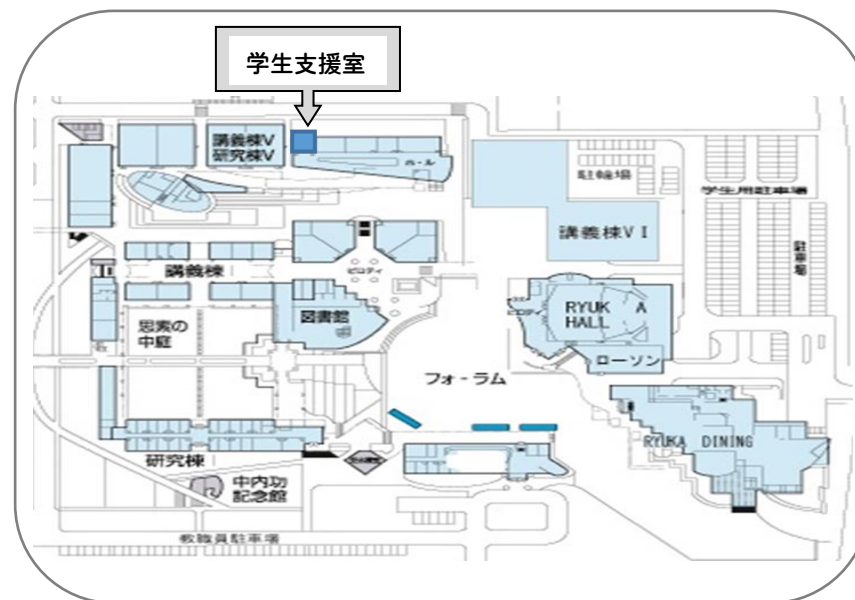 学生支援室
講義棟V
研究棟V
ホール
駐輪場
学生用駐車場
講義棟VI
駐車場
講義棟
ピロティ
図書館
思索の
中庭
RYUK A
HALL
ローソン
フォーラム
RYUKA DINING
研究棟
中内功
記念館
教職員駐車場